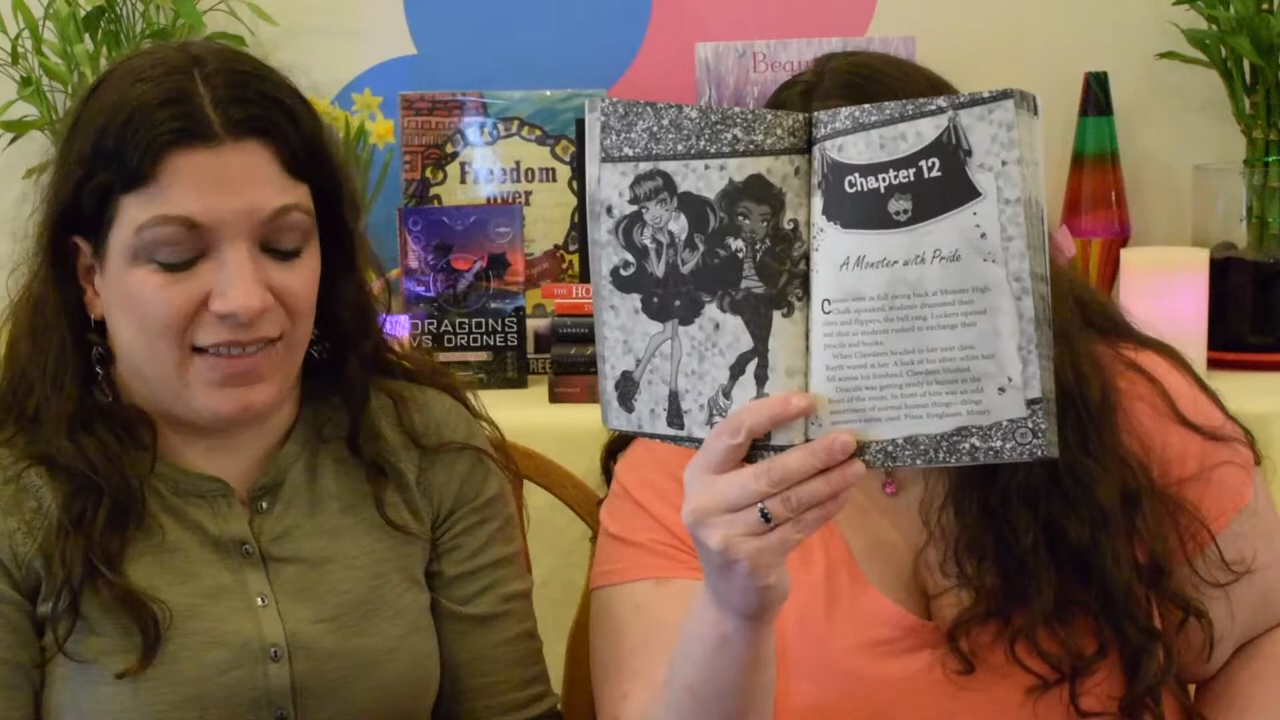 Beau
Freedom
over
DRAGONS
VS. DRONES
THE HO
Chapter 12
A Monster with Pride
were in full swing back at Monster High.
Chalk squeaked, students drummed their
claws and flippers, the bell rang. Lockers opened
and shut as students rushed to exchange their
pencils and books.
When Clawdeen headed to her next class,
Rayth waved at her. A lock of his silver white hair
fell across his forehead. Clawdeen blushed.
Dracula was getting ready to lecture in the
front of the room. In front of him was an odd
assortment of normal human things—things
monsters never used. Pizza. Eyeglasses. Money.